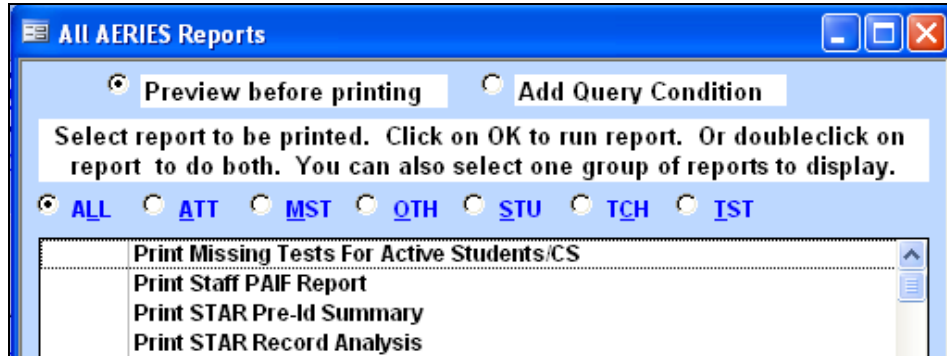 All AERIES Reports
Preview before printing Add Query Condition
Select report to be printed. Click on OK to run report. Or doubleclick on
report to do both. You can also select one group of reports to display.
ALL ATT MST OTH STU TCH TST
Print Missing Tests For Active Students/CS
Print Staff PAIF Report
Print STAR Pre-Id Summary
Print STAR Record Analysis